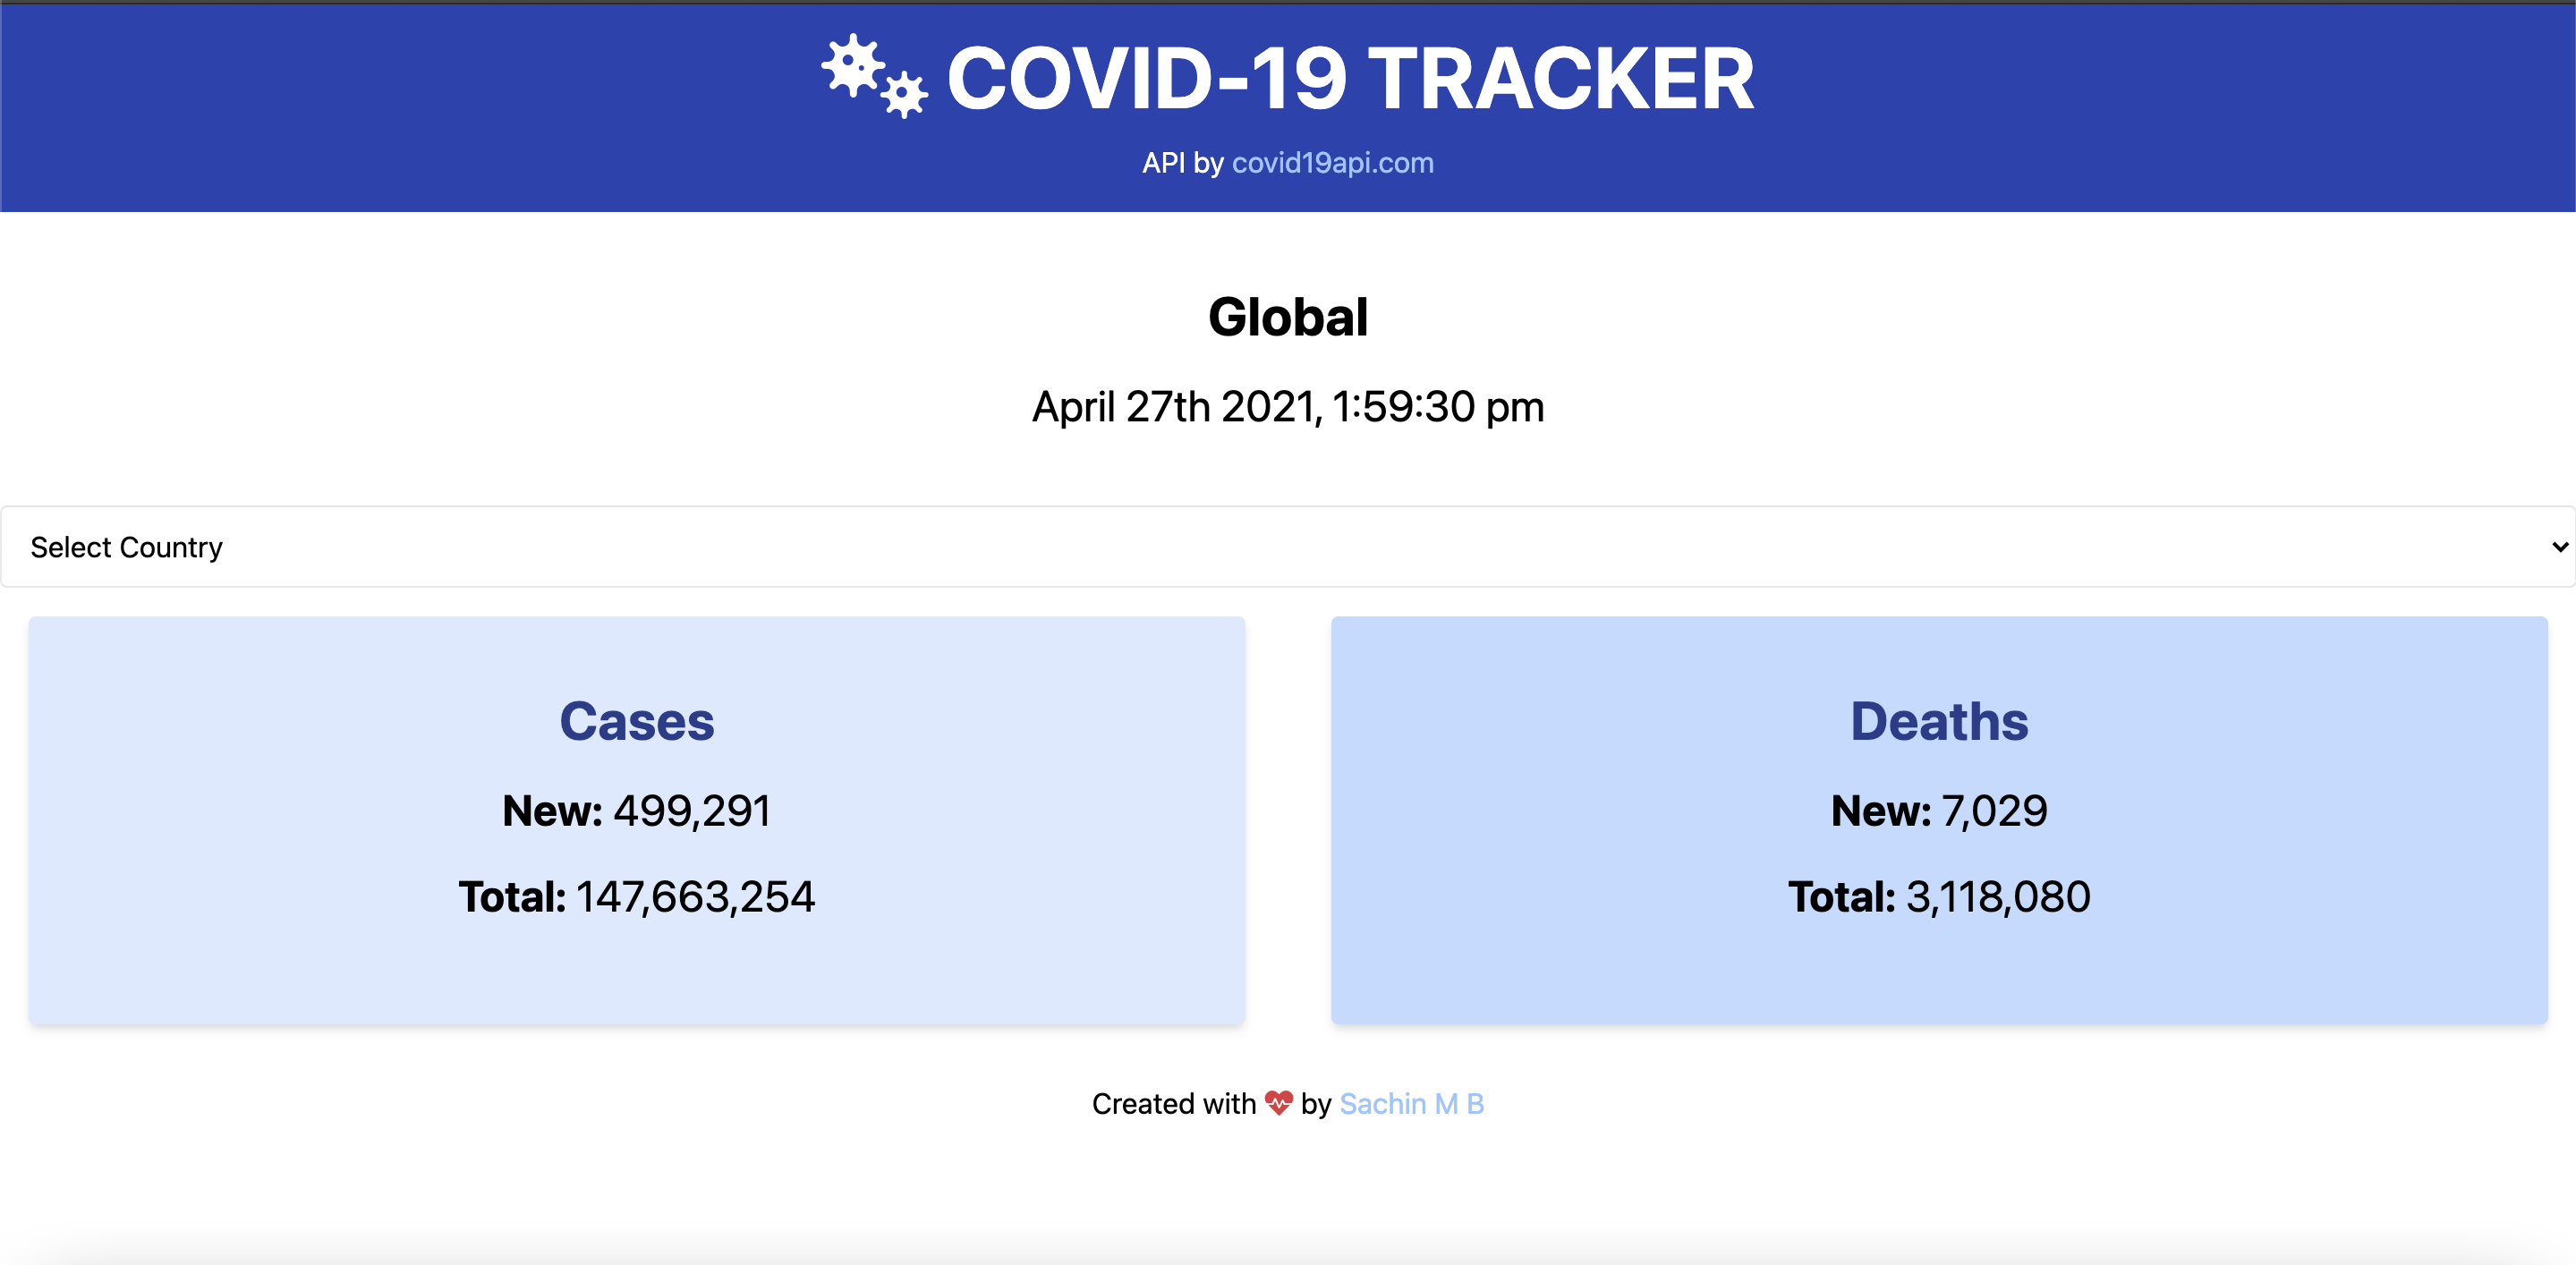 COVID-19 TRACKER
API by covid19api.com
Global
April 27th 2021, 1:59:30 pm
Select Country
Cases
New: 499,291
Total: 147,663,254
Deaths
New: 7,029
Total: 3,118,080
Created with by Sachin M B